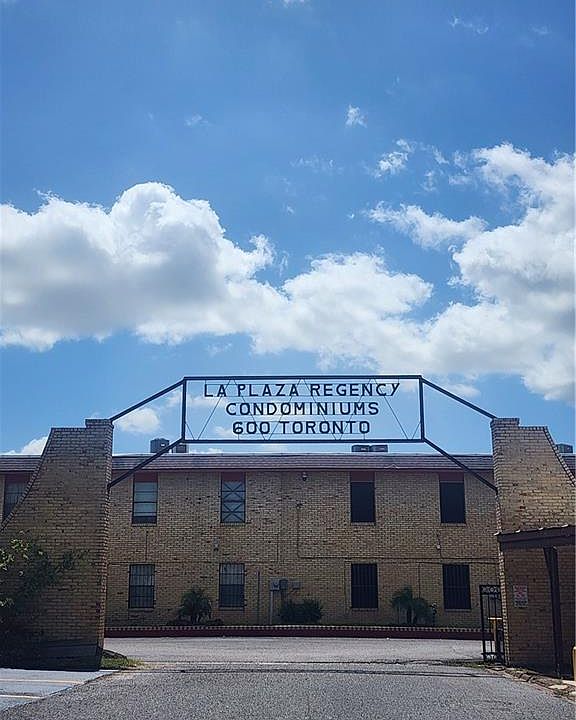 LA PLAZA REGENCY
CONDOMINIUMS
600 TORONTO